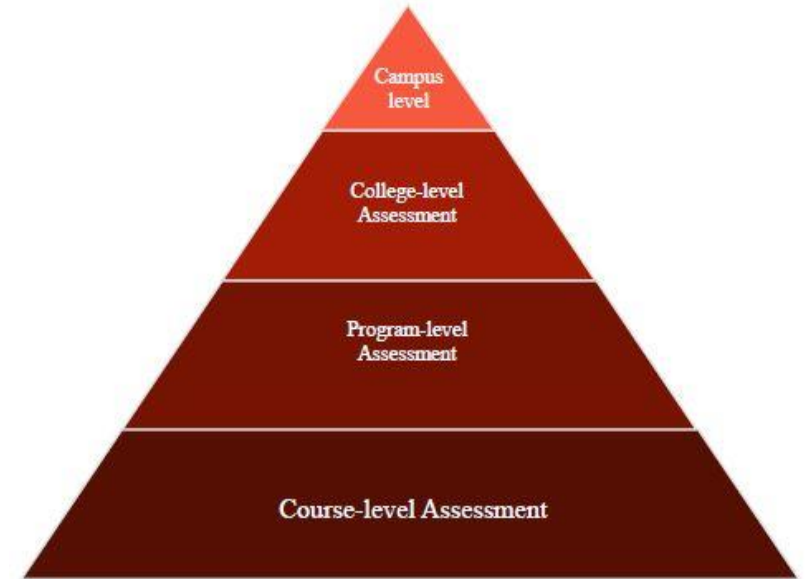 Campus
level
College-level
Assessment
Program-level
Assessment
Course-level Assessment